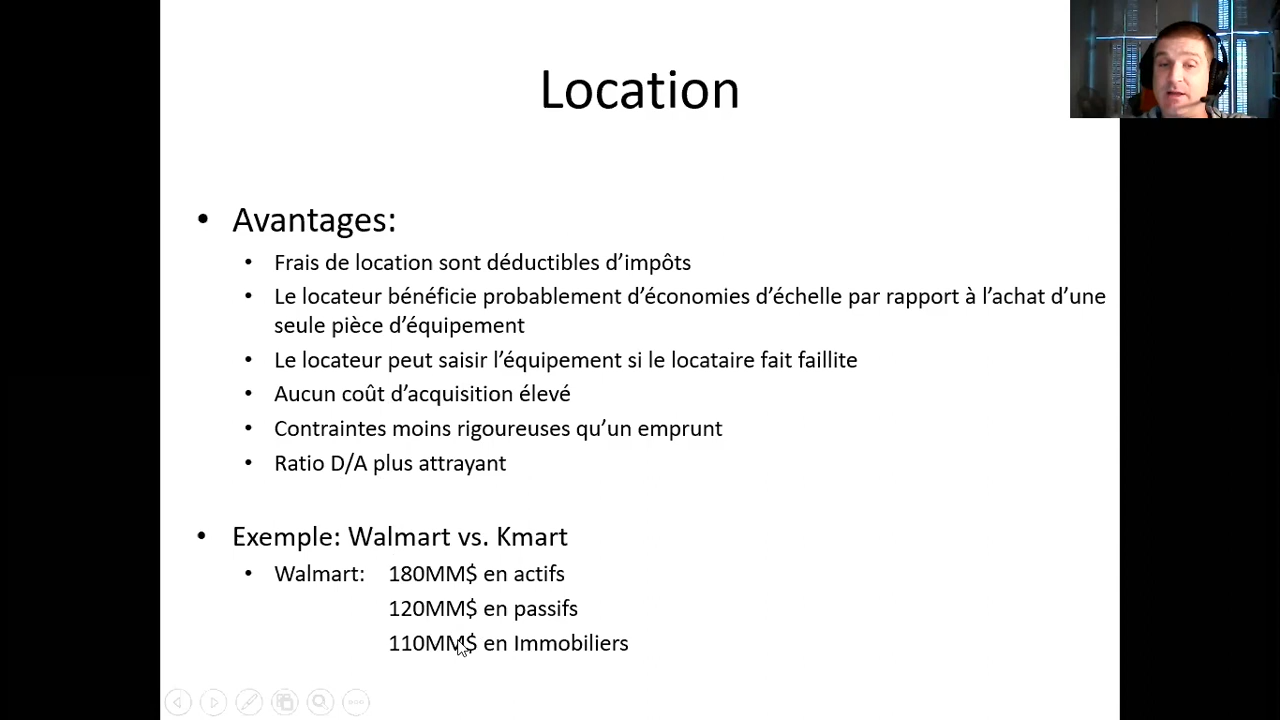 Location
• Avantages:
• Frais de location sont déductibles d’impôts
• Le locateur bénéficie probablement d’économies d’échelle par rapport à l’achat d’une
seule pièce d’équipement
• Le locateur peut saisir l’équipement si le locataire fait faillite
• Aucun coût d’acquisition élevé
• Contraintes moins rigoureuses qu’un emprunt
• Ratio D/A plus attrayant
• Exemple: Walmart vs. Kmart
• Walmart: 180MM$ en actifs
120MM$ en passifs
110MM$ en Immobiliers